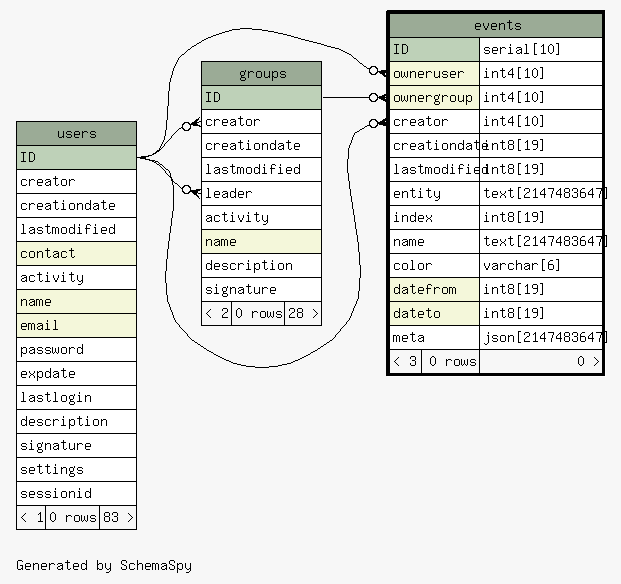 events
ID serial[10]
owneruser int4[10]
ownergroup int4[10]
creator int4[10]
creationdate int8[19]
lastmodified int8[19]
entity text[2147483647]
index int8[19]
name text[2147483647]
color varchar[6]
datefrom int8[19]
dateto int8[19]
meta json[2147483647]
< 3 0 rows 0 >
groups
ID
creator
creationdate
lastmodified
leader
activity
name
description
signature
< 2 0 rows 28 >
users
ID
creator
creationdate
lastmodified
contact
activity
name
email
password
expdate
lastlogin
description
signature
settings
sessionid
< 1 0 rows 83 >
Generated by SchemaSpy